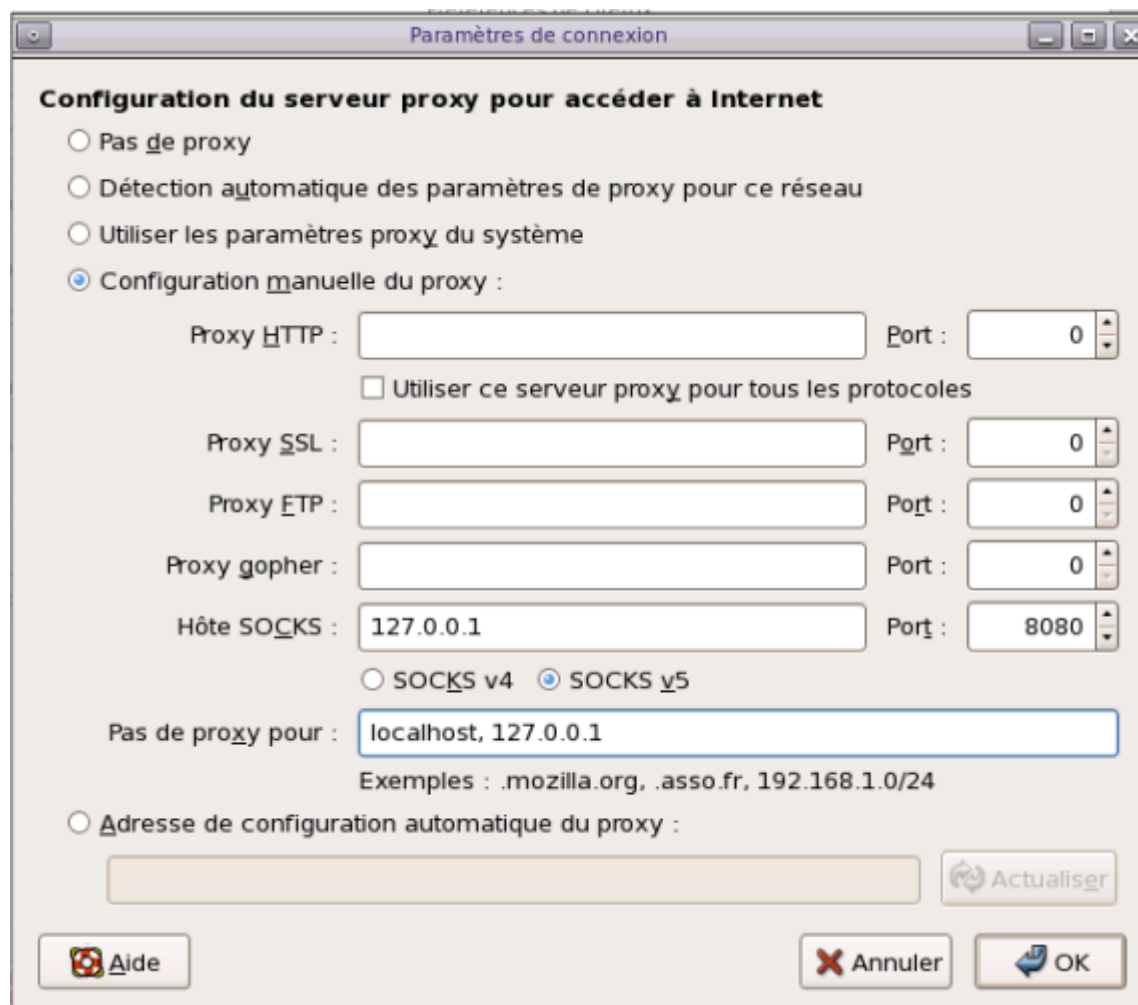 Paramètres de connexion
Configuration du serveur proxy pour accéder à Internet
Pas de proxy
Détection automatique des paramètres de proxy pour ce réseau
Utiliser les paramètres proxy du système
Configuration manuelle du proxy :
Proxy HTTP : Port : 0
Utiliser ce serveur proxy pour tous les protocoles
Proxy SSL : Port : 0
Proxy FTP : Port : 0
Proxy gopher : Port : 0
Hôte SOCKS : 127.0.0.1 Port : 8080
SOCKS v4 SOCKS v5
Pas de proxy pour : localhost, 127.0.0.1
Exemples : .mozilla.org, .asso.fr, 192.168.1.0/24
Adresse de configuration automatique du proxy :
Actualiser
Aide Annuler OK